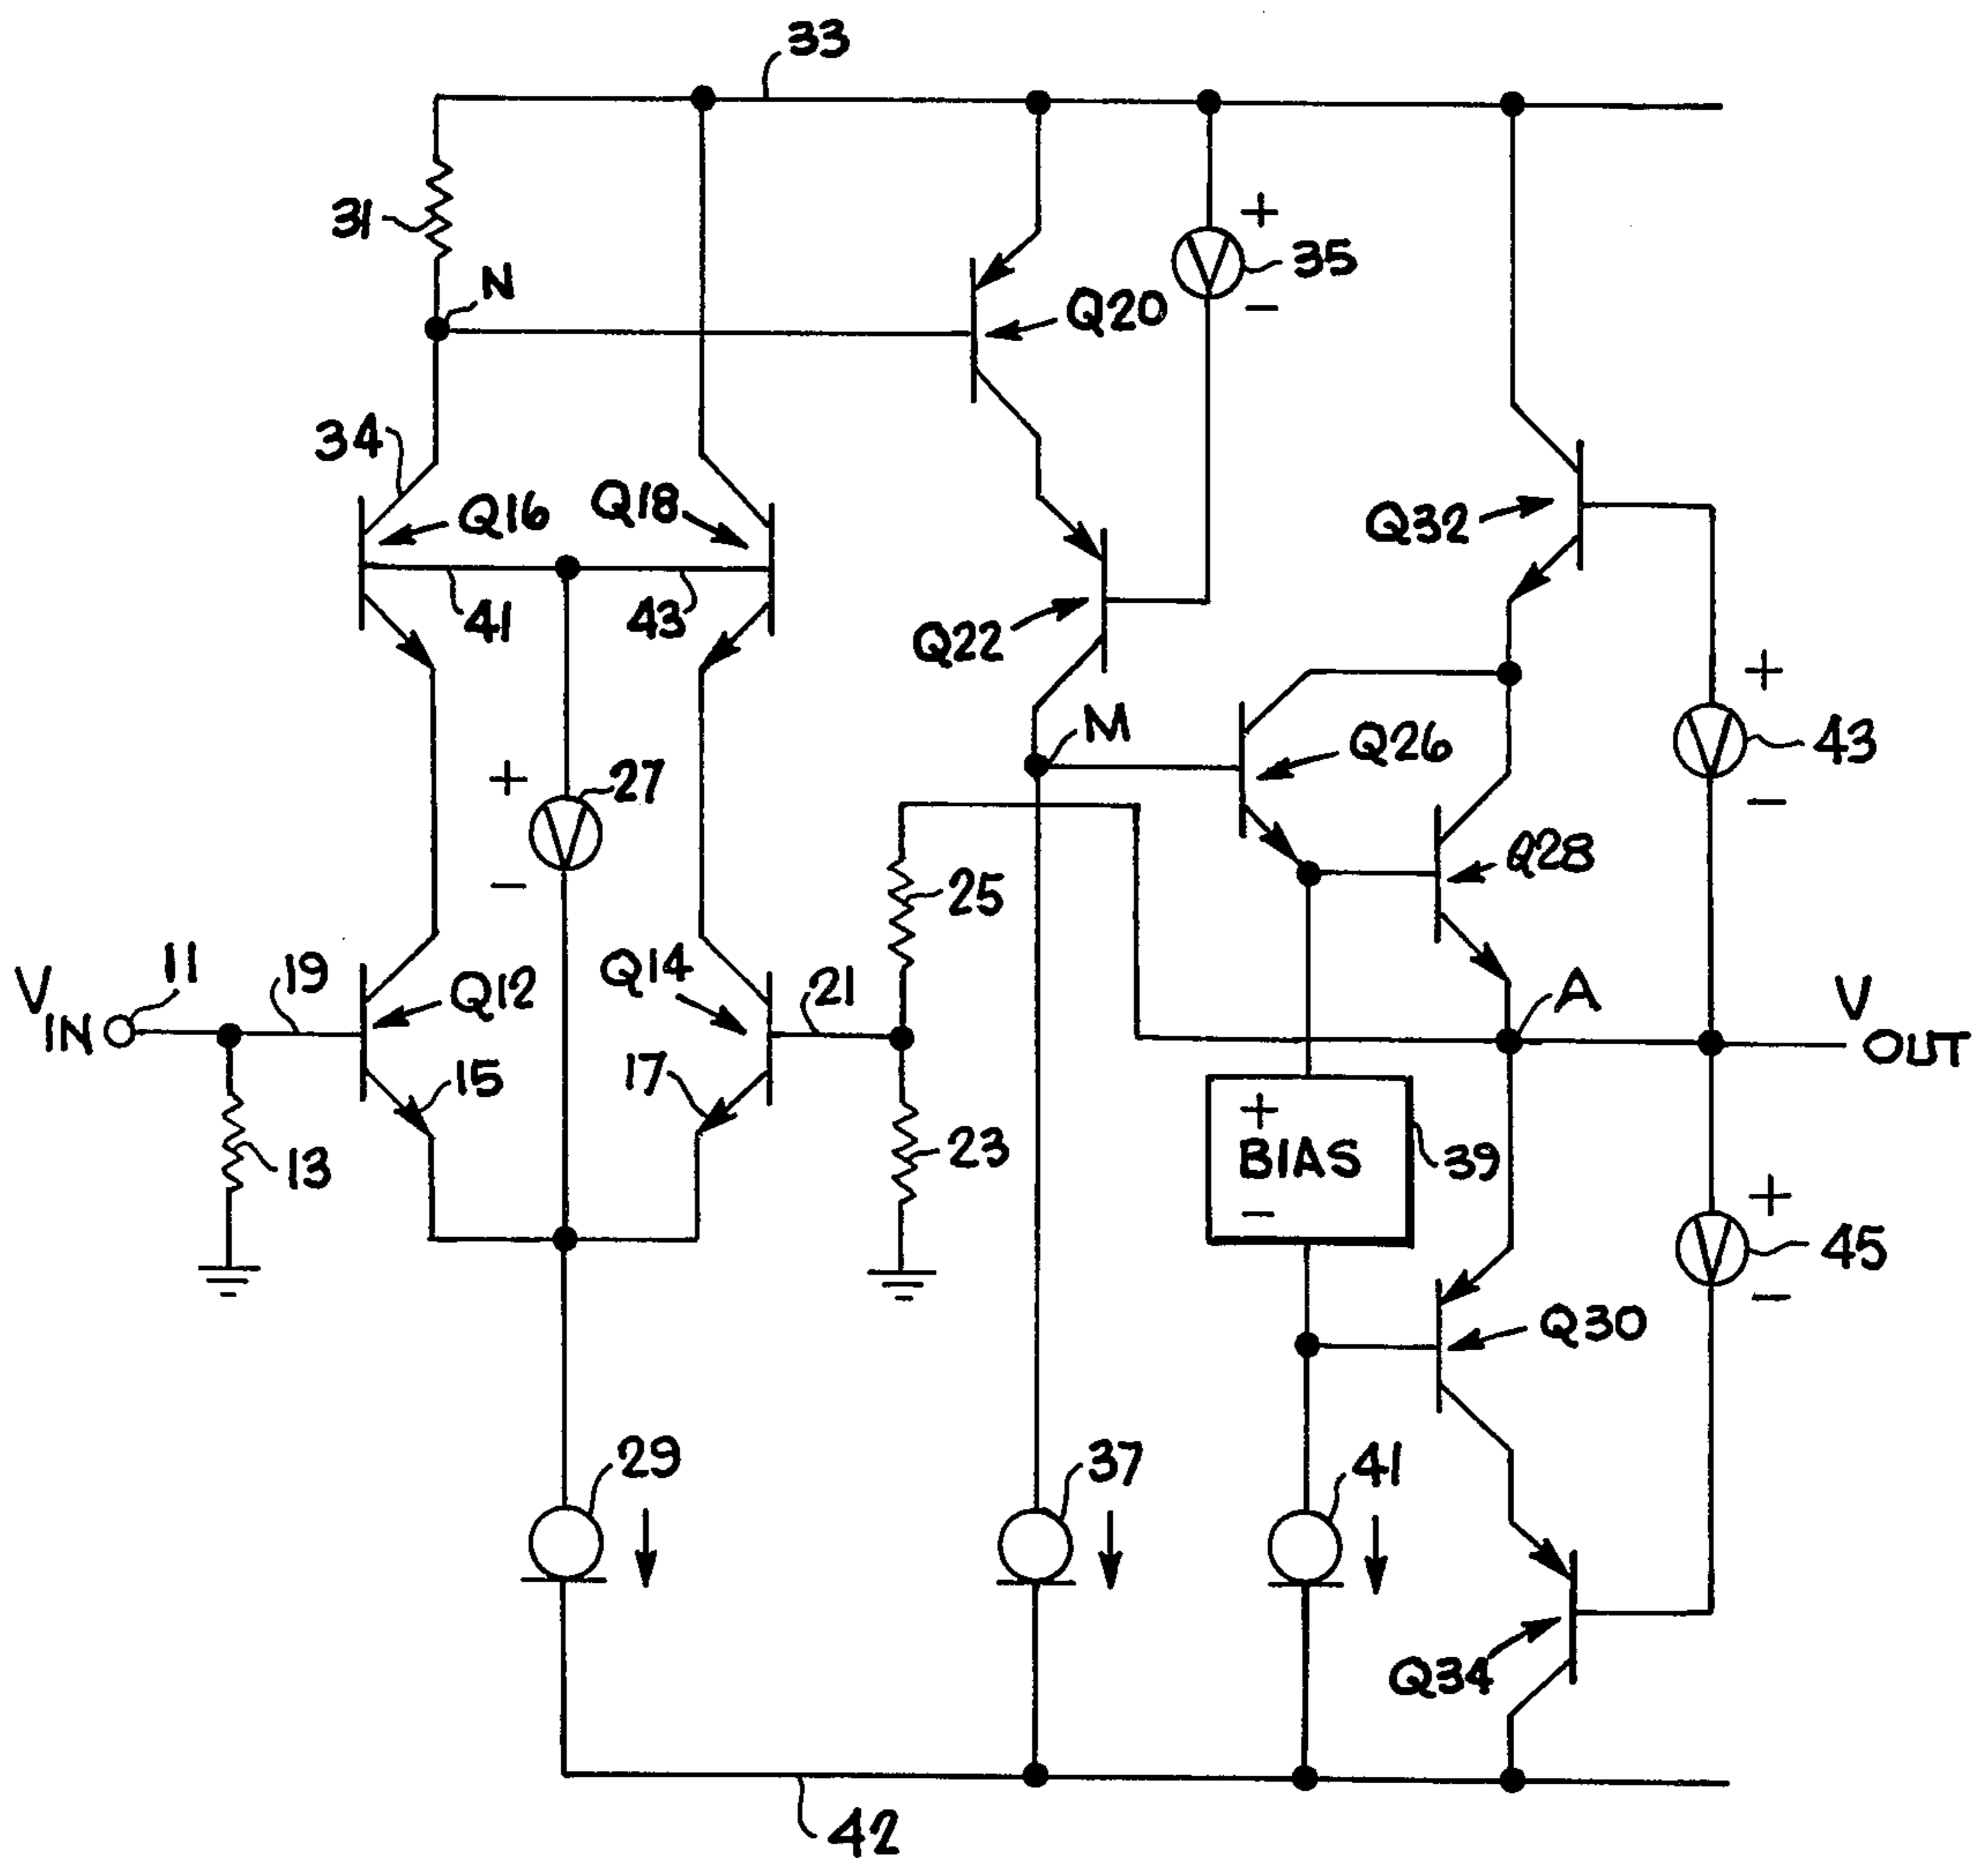 33
31
N
+
35
−
Q20
34
Q16
Q18
Q32
41
43
Q22
+
M
Q26
43
+
27
−
−
25
Q28
V IN
11
19
Q12
Q14
21
A
V OUT
15
17
13
23
+
BIAS
−
39
+
45
−
Q30
29
37
41
Q34
42